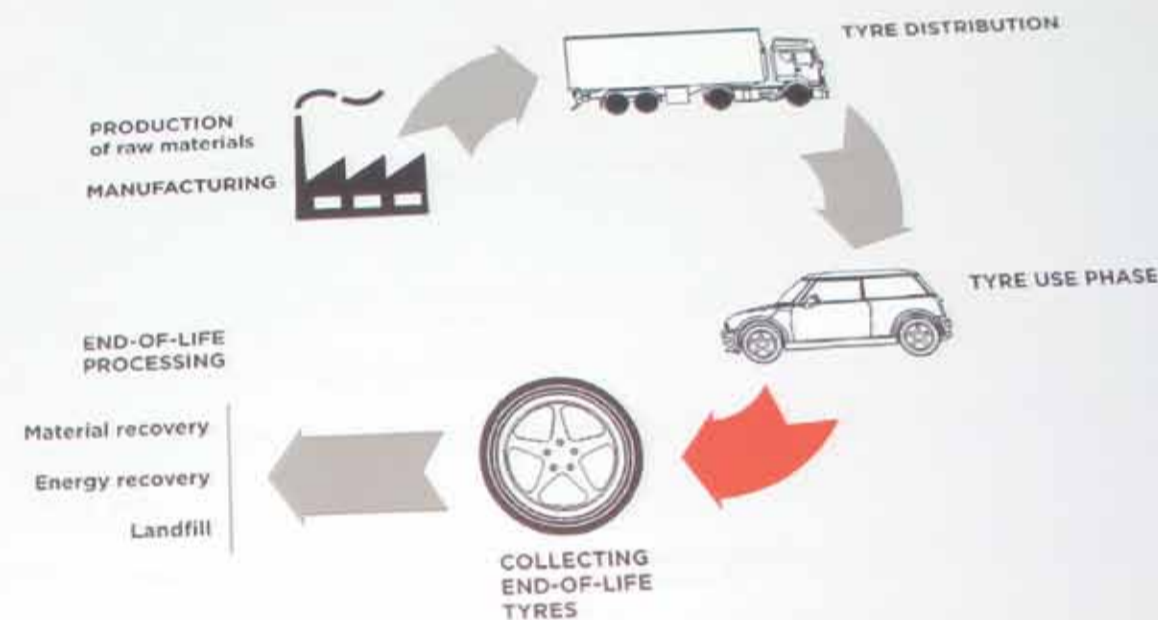 TYRE DISTRIBUTION
PRODUCTION
of raw materials
MANUFACTURING
TYRE USE PHASE
END-OF-LIFE
PROCESSING
Material recovery
Energy recovery
Landfill
COLLECTING
END-OF-LIFE
TYRES